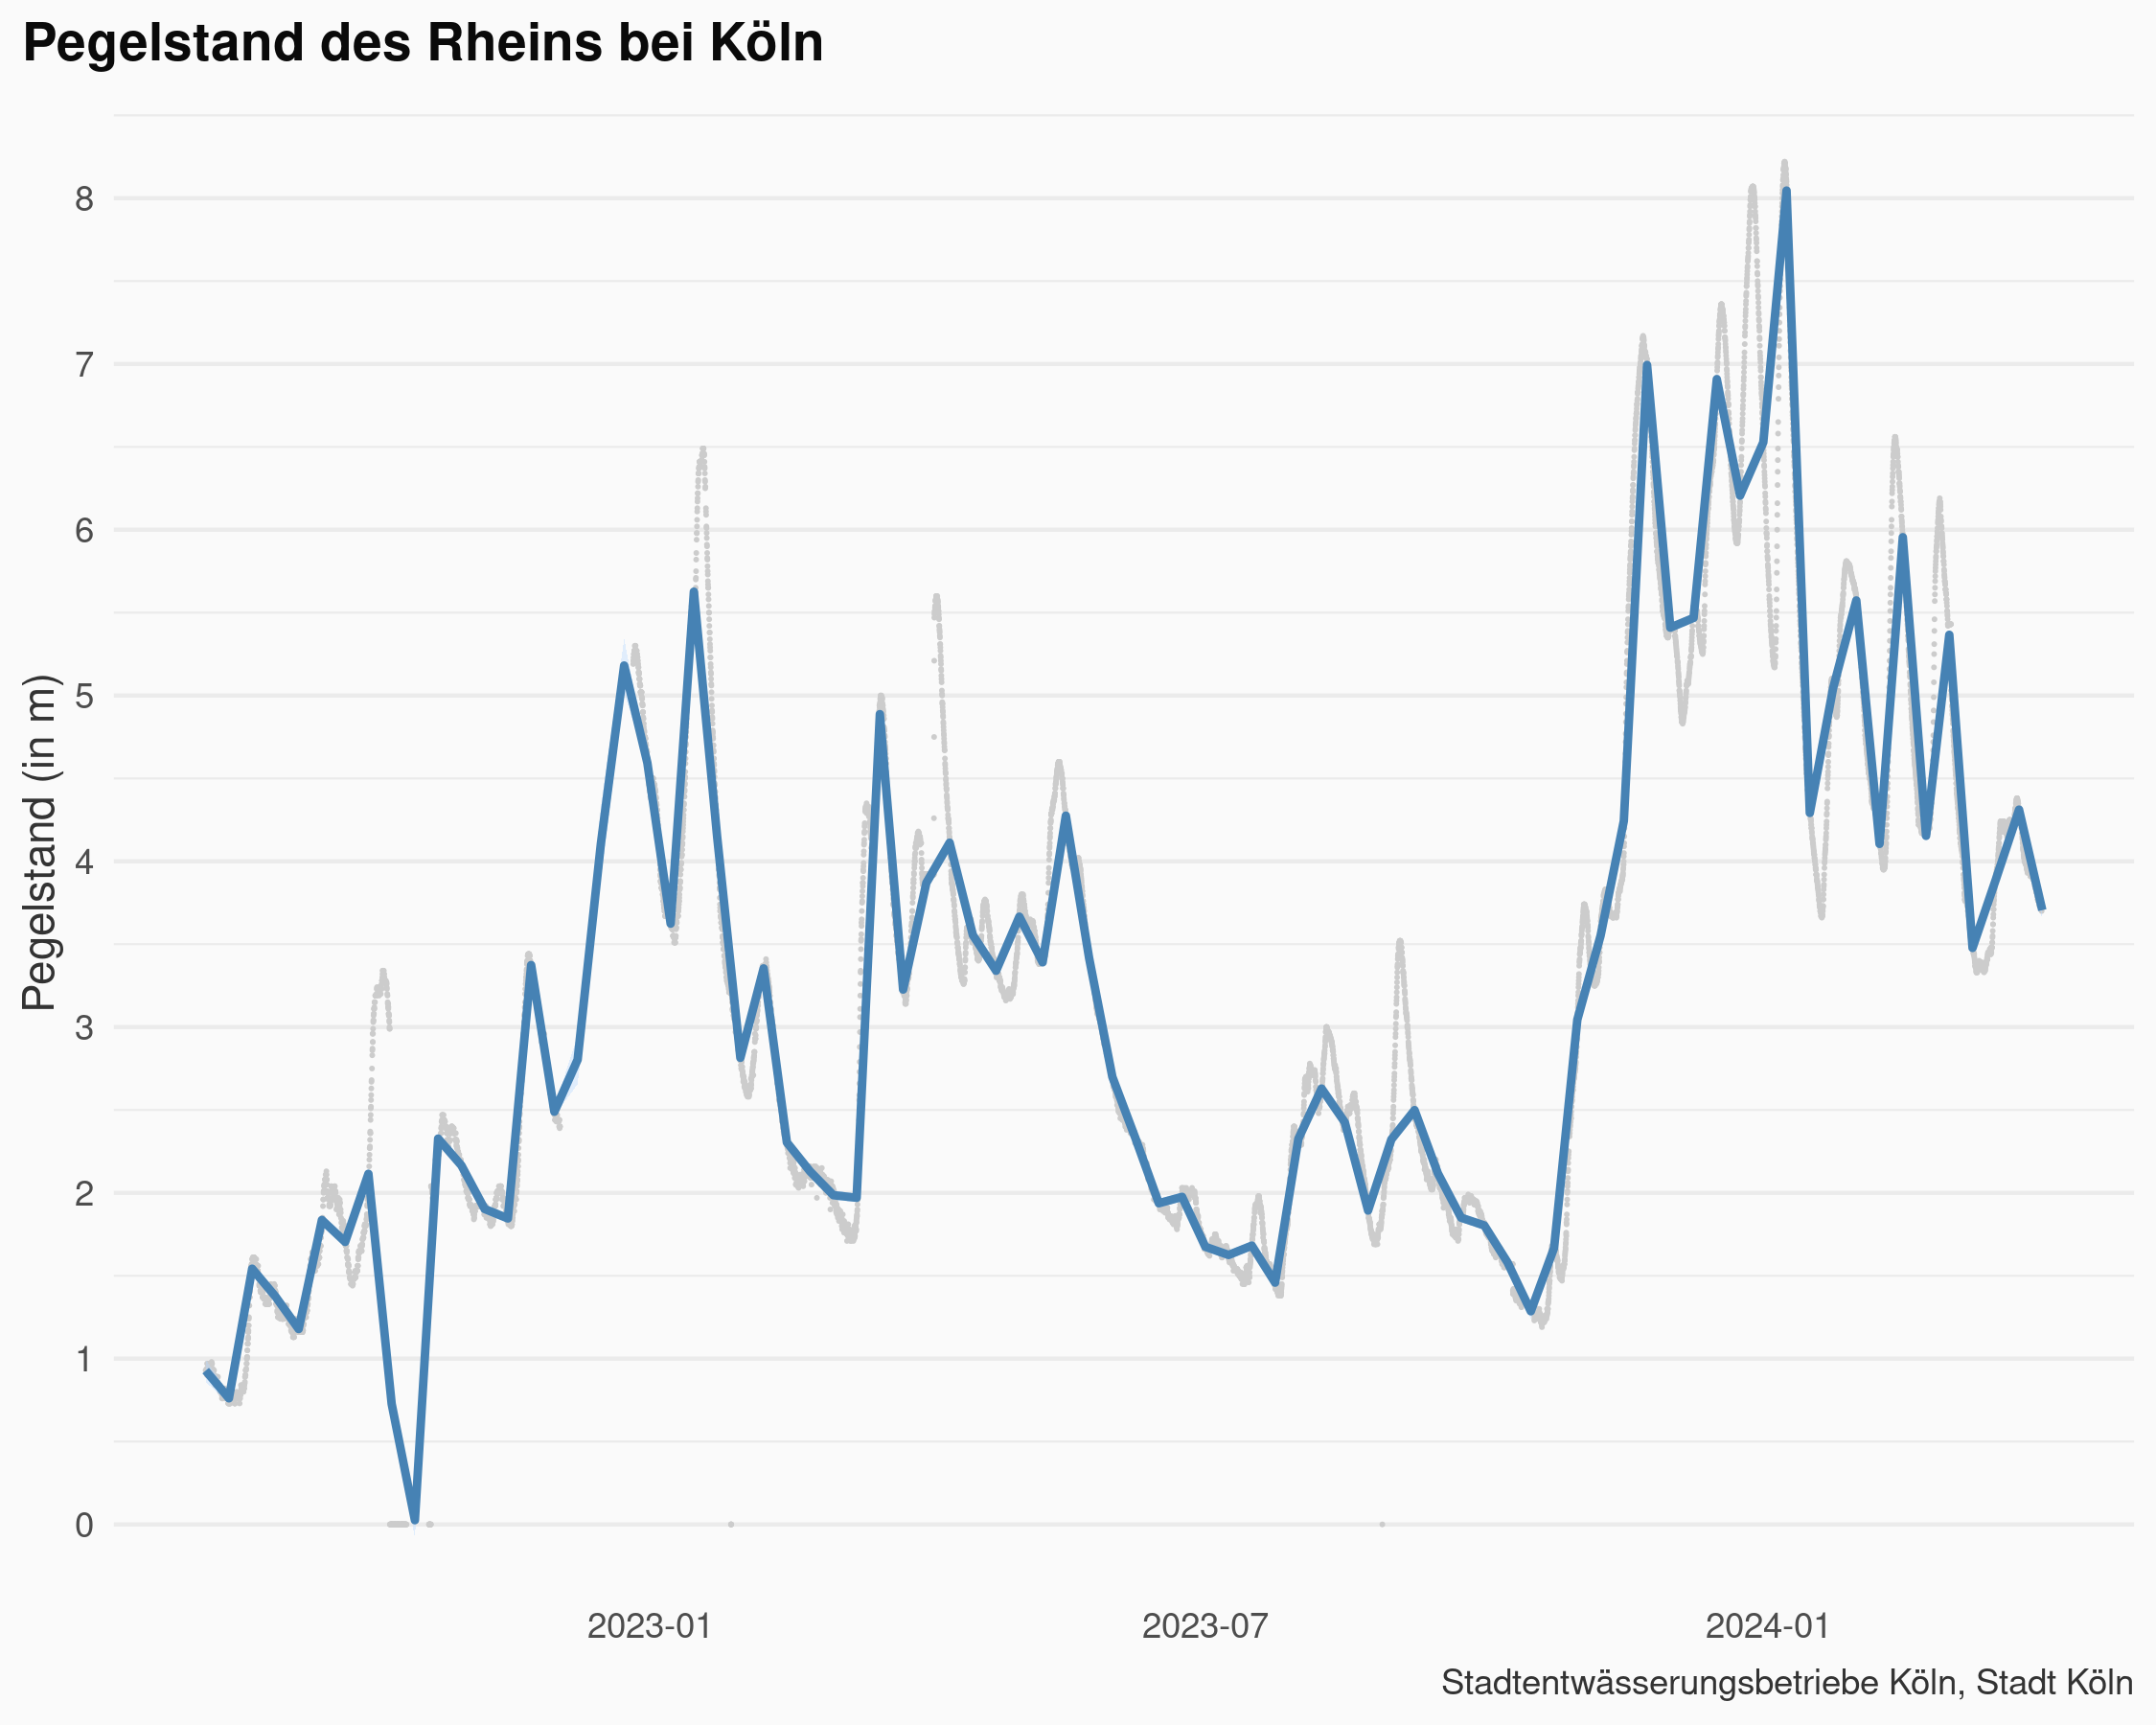 Pegelstand des Rheins bei Köln
Pegelstand (in m)
8
7
6
5
4
3
2
1
0
2023-01 2023-07 2024-01
Stadtentwässerungsbetriebe Köln, Stadt Köln